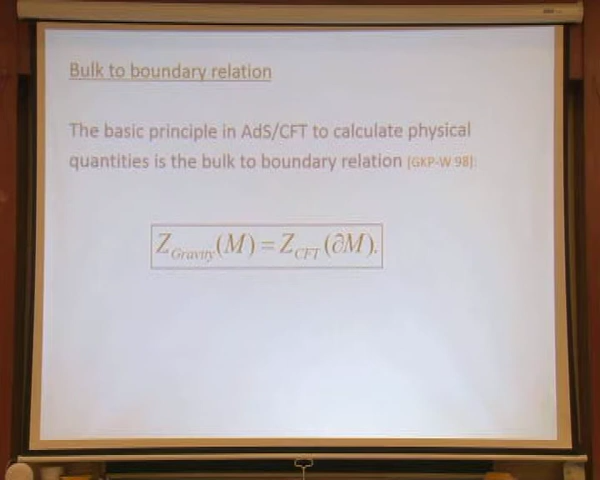 Bulk to boundary relation
The basic principle in AdS/CFT to calculate physical
quantities is the bulk to boundary relation [GKP-W 98]:
Z_Gravity(M) = Z_CFT(∂M).